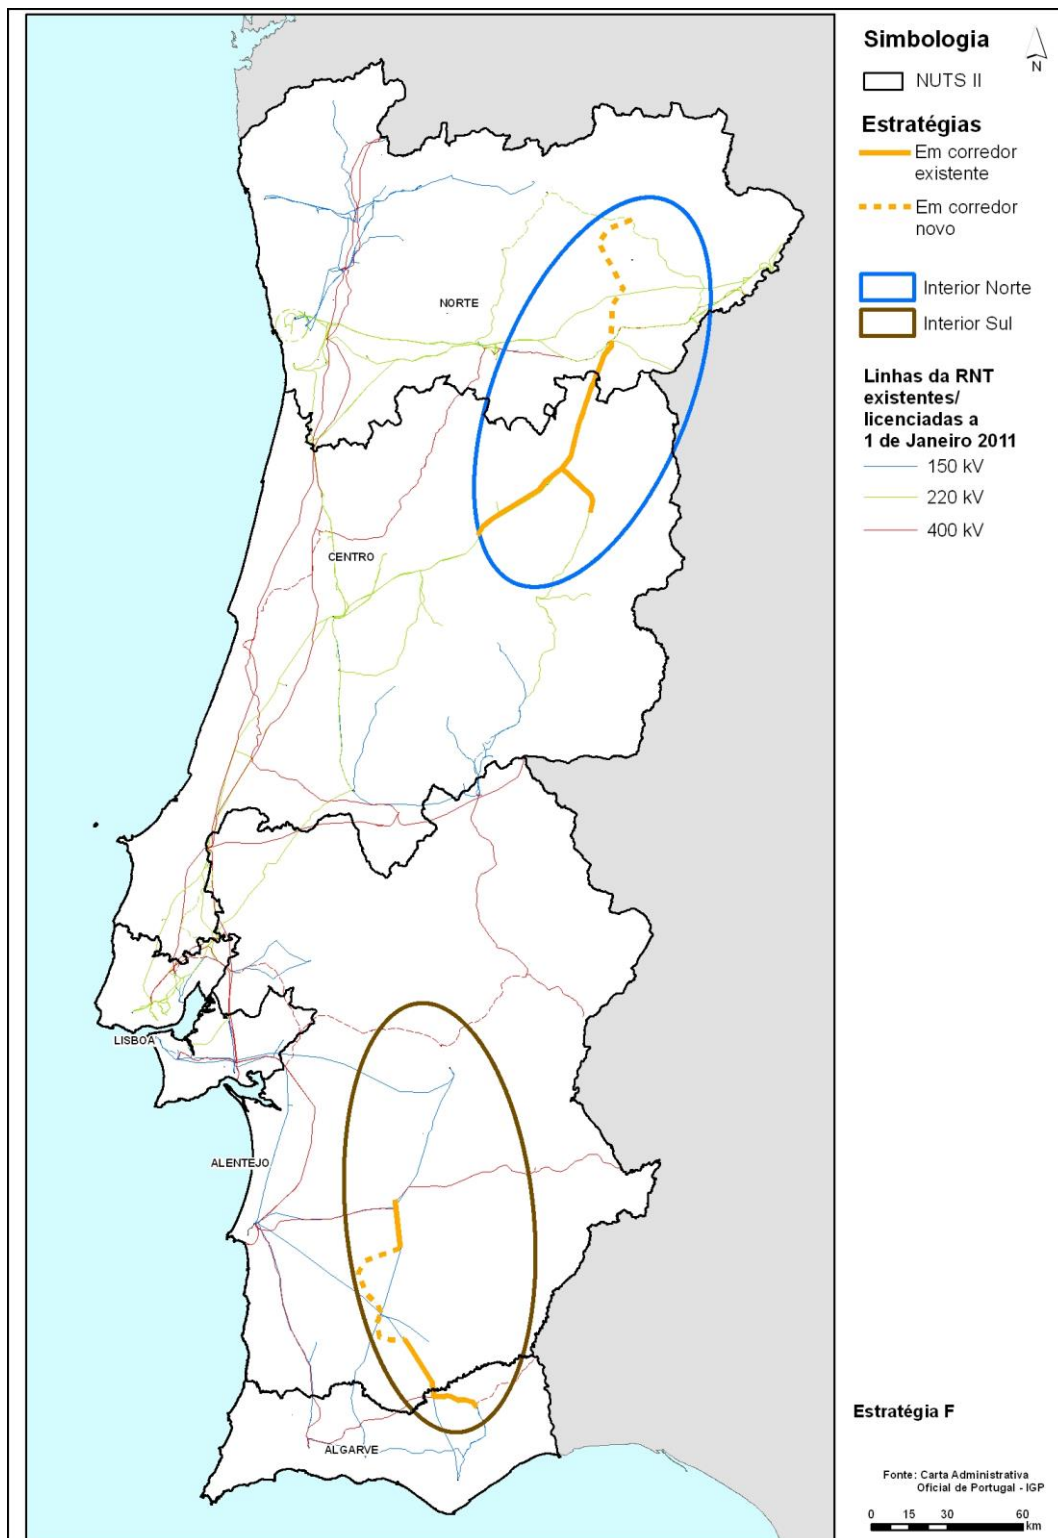 Simbologia
N
NUTS II
Estratégias
Em corredor
existente
Em corredor
novo
Interior Norte
Interior Sul
Linhas da RNT
existentes/
licenciadas a
1 de Janeiro 2011
150 kV
220 kV
400 kV
NORTE
CENTRO
LISBOA
ALENTEJO
ALGARVE
Estratégia F
Fonte: Carta Administrativa
Oficial de Portugal - IGP
0 15 30 60
km